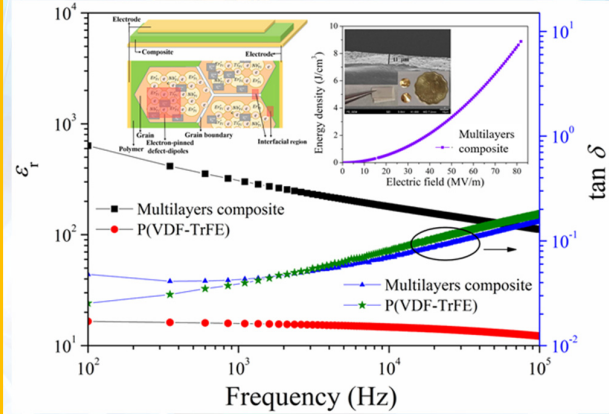 Electrode
Composite
Electrode
Grain
Polymer
Grain boundary
Electron-pinned
defect-dipoles
Interfacial
region
Energy density (J/cm³)
10
8
6
4
2
0
Multilayers
composite
0 10 20 30 40 50 60 70 80
Electric field (MV/m)
εr
10⁴
10³
10²
10¹
Multilayers composite
P(VDF-TrFE)
Multilayers composite
P(VDF-TrFE)
tan δ
10¹
10⁰
10⁻¹
10⁻²
10² 10³ 10⁴ 10⁵
Frequency (Hz)